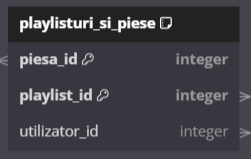 playlisturi_si_piese
piesa_id integer
playlist_id integer
utilizator_id integer